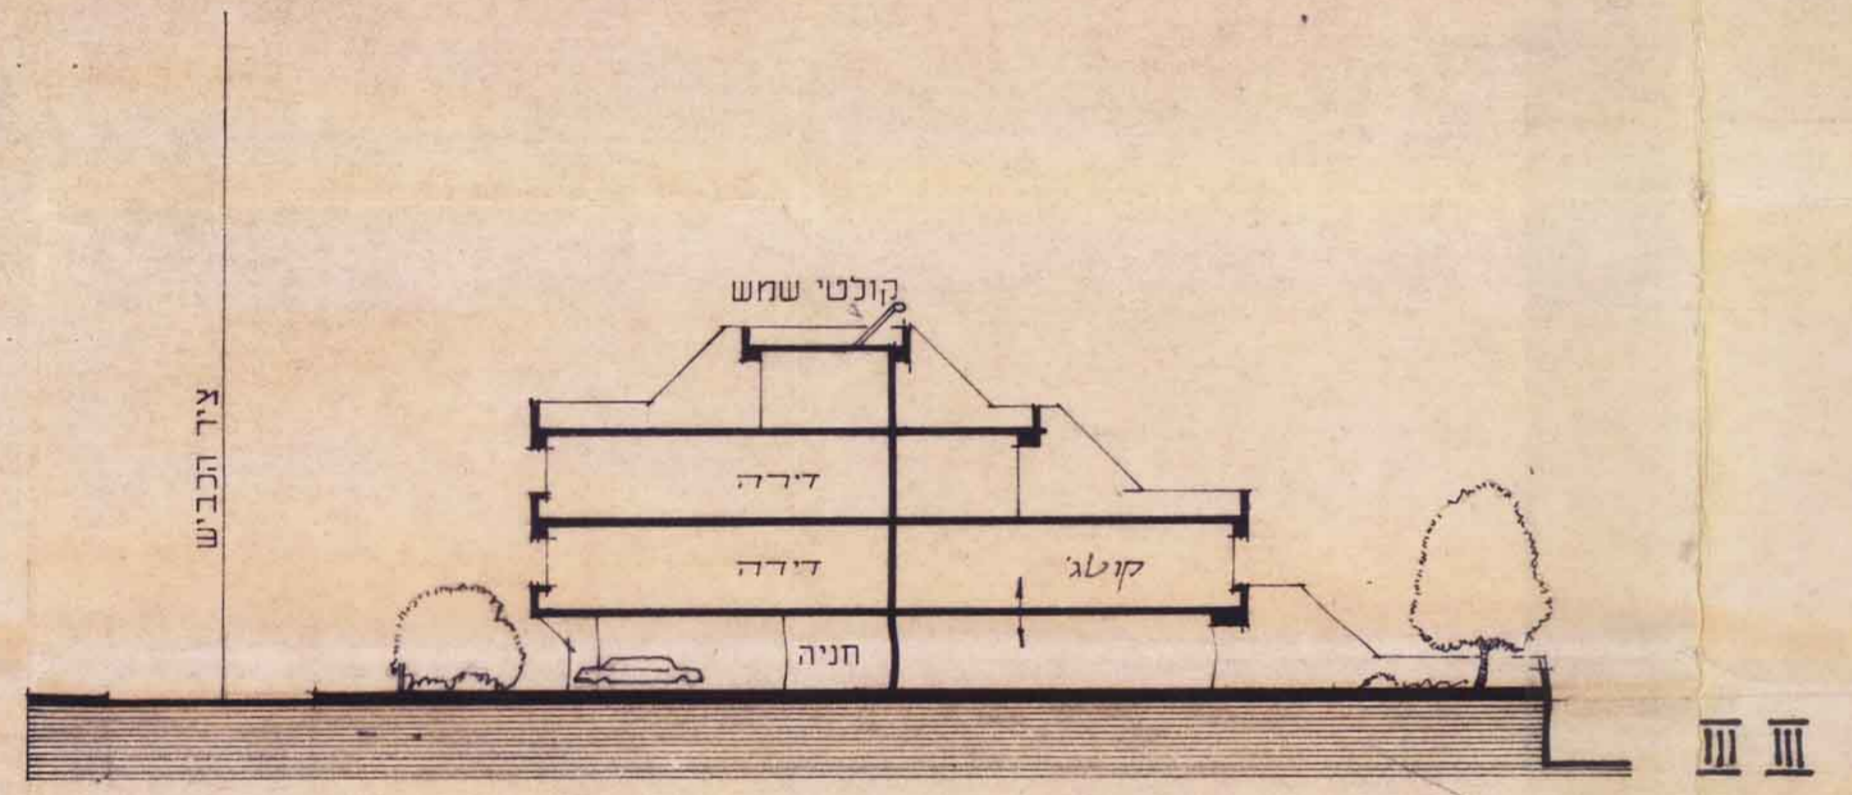 קולטי שמש
ציר הכביש
דירה
דירה
קוטג'
חניה
III III